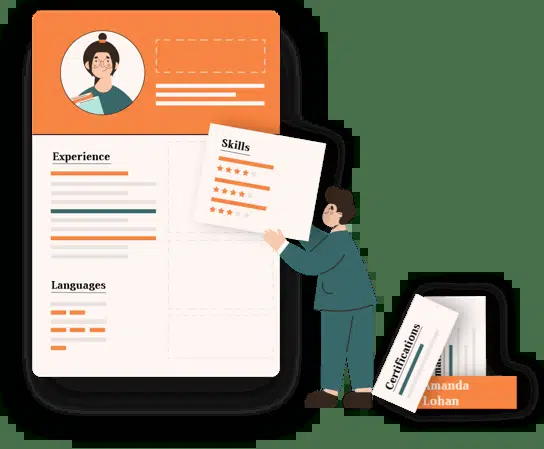 Skills
Experience
Languages
Certifications
Amanda
Lohan